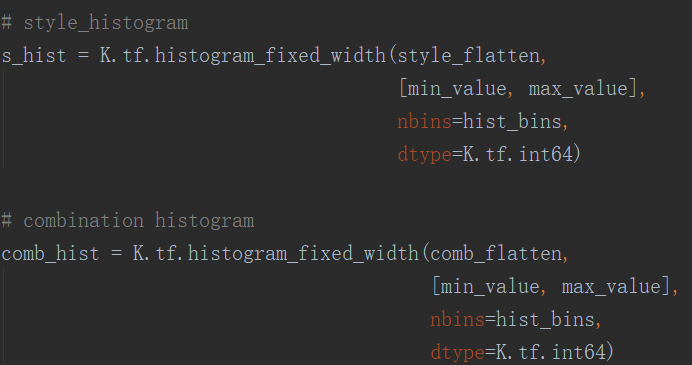 # style_histogram
s_hist = K.tf.histogram_fixed_width(style_flatten,
[min_value, max_value],
nbins=hist_bins,
dtype=K.tf.int64)
# combination histogram
comb_hist = K.tf.histogram_fixed_width(comb_flatten,
[min_value, max_value],
nbins=hist_bins,
dtype=K.tf.int64)